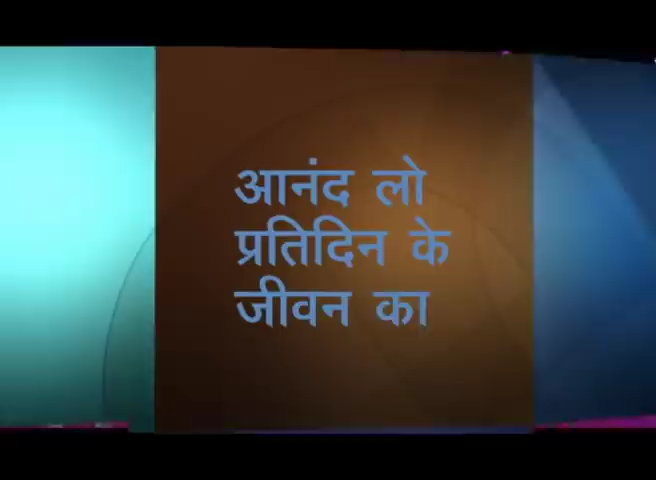 आनंद लो
प्रतिदिन के
जीवन का